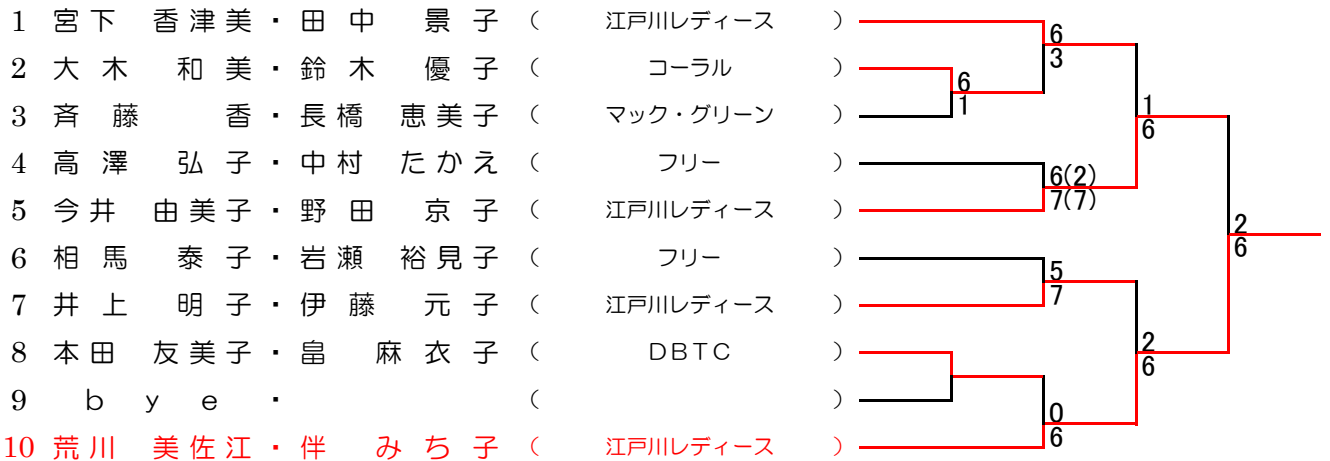 1 宮下 香津美・田中 景子 ( 江戸川レディース )
6
2 大木 和美・鈴木 優子 ( コーラル )
3
6
3 斉藤 香・長橋 恵美子 ( マック・グリーン )
1
1
6
4 高澤 弘子・中村 たかえ ( フリー )
6(2)
5 今井 由美子・野田 京子 ( 江戸川レディース )
7(7)
2
6 相馬 泰子・岩瀬 裕見子 ( フリー )
6
5
7 井上 明子・伊藤 元子 ( 江戸川レディース )
7
8 本田 友美子・畠 麻衣子 ( DBTC )
2
6
9 bye・ ( )
0
10 荒川 美佐江・伴 みち子 ( 江戸川レディース )
6